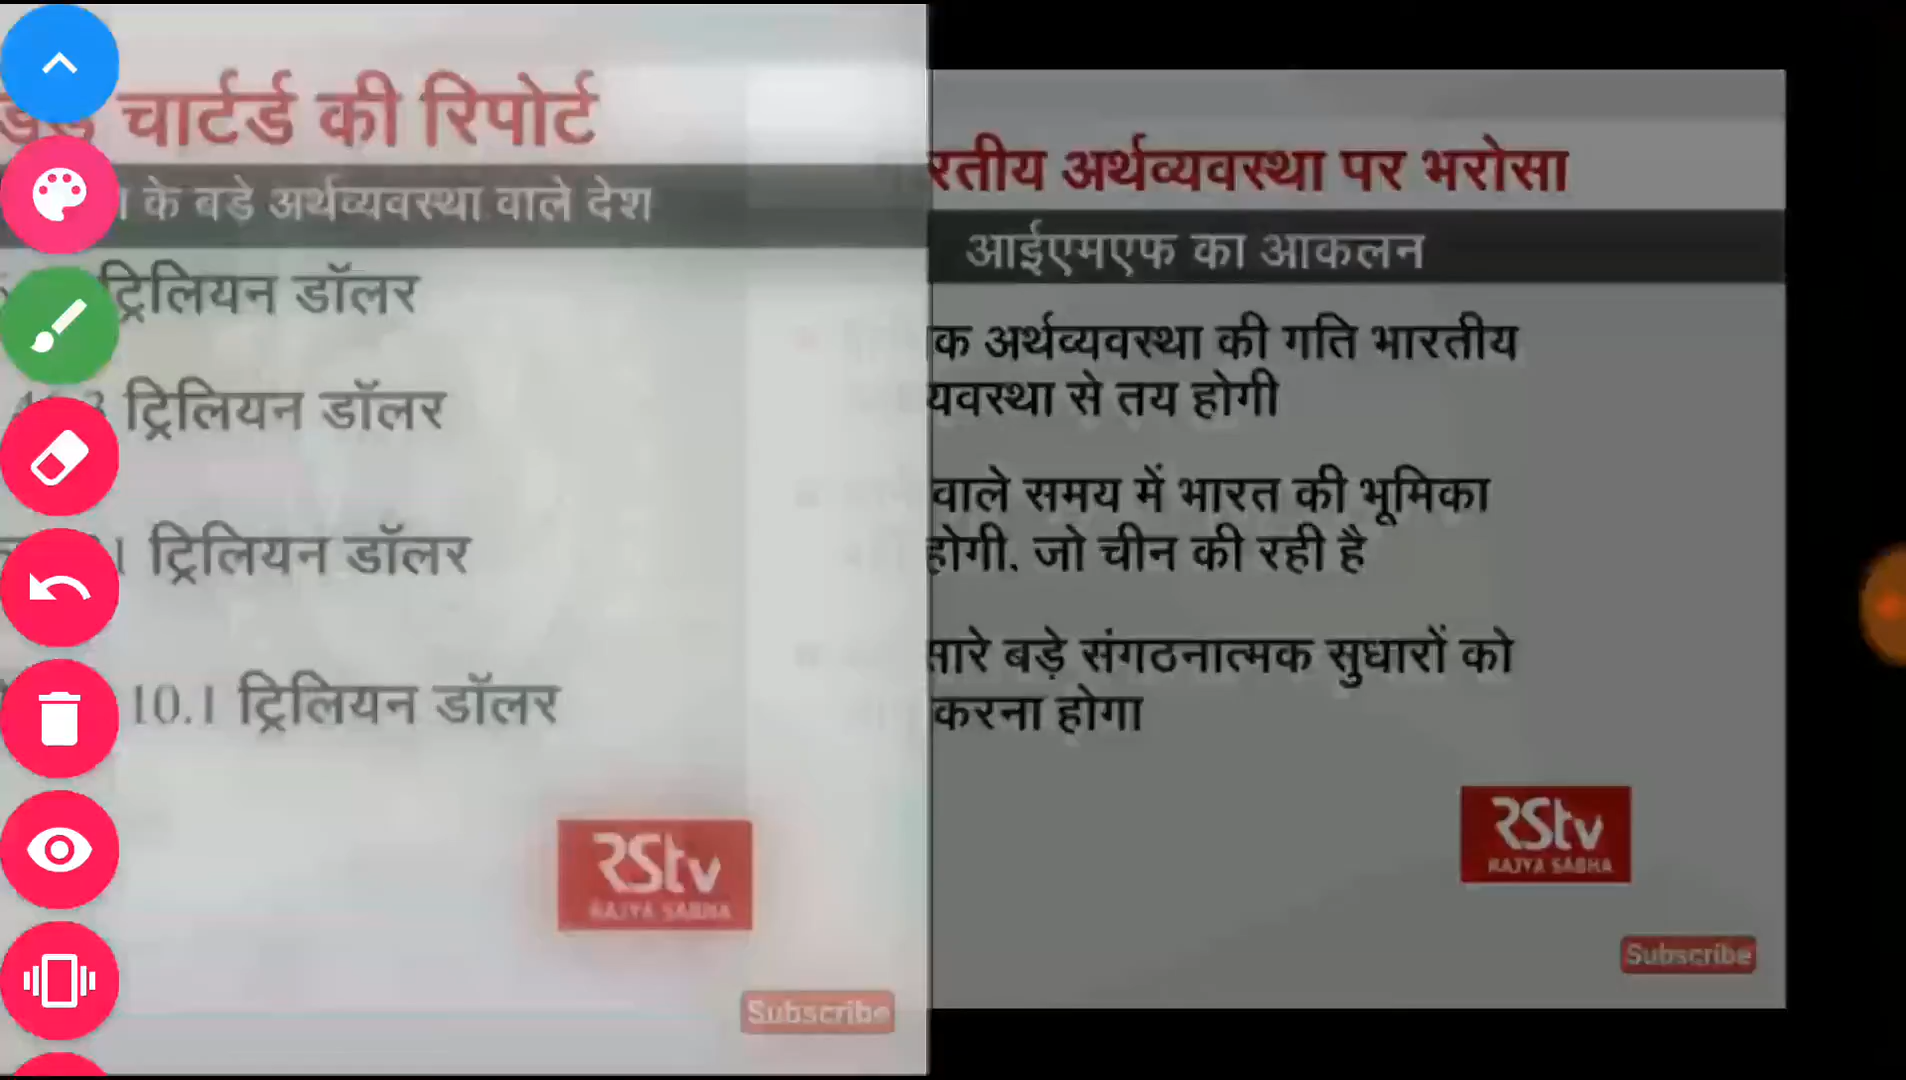 चार्टर्ड की रिपोर्ट
के बडे अर्थव्यवस्था वाले देश
ट्रिलियन डॉलर
ट्रिलियन डॉलर
ट्रिलियन डॉलर
10.1 ट्रिलियन डॉलर
RStv
RAJYA SABHA
Subscribe
रतीय अर्थव्यवस्था पर भरोसा
आईएमएफ का आकलन
क अर्थव्यवस्था की गति भारतीय
यवस्था से तय होगी
वाले समय में भारत की भूमिका
होगी, जो चीन की रही है
सारे बड़े संगठनात्मक सुधारों को
करना होगा
RStv
RAJYA SABHA
Subscribe